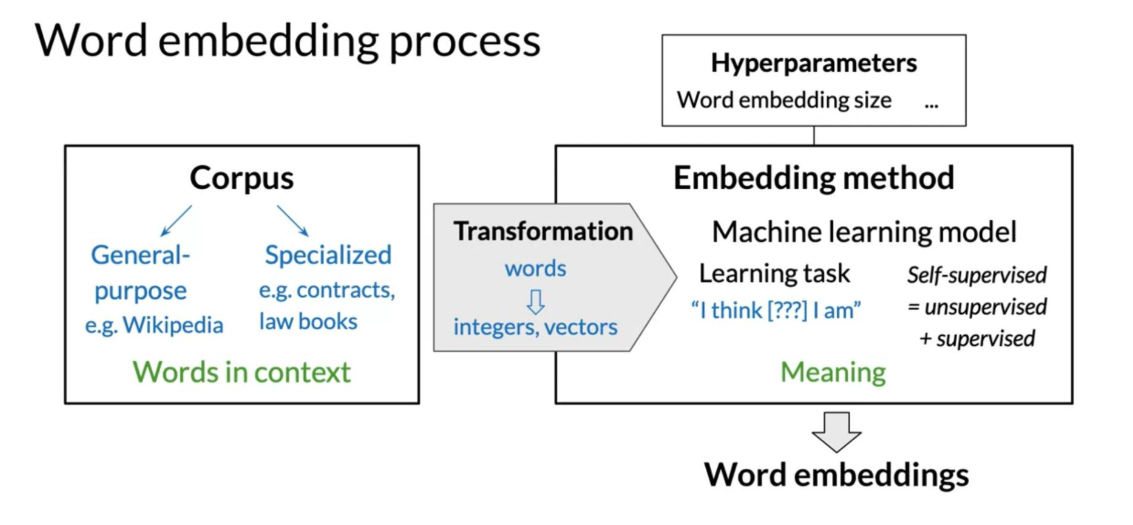 Word embedding process
Hyperparameters
Word embedding size ...
Corpus
General-
purpose
e.g. Wikipedia
Specialized
e.g. contracts,
law books
Words in context
Transformation
words
integers, vectors
Embedding method
Machine learning model
Learning task
“I think [???] I am”
Self-supervised
= unsupervised
+ supervised
Meaning
Word embeddings